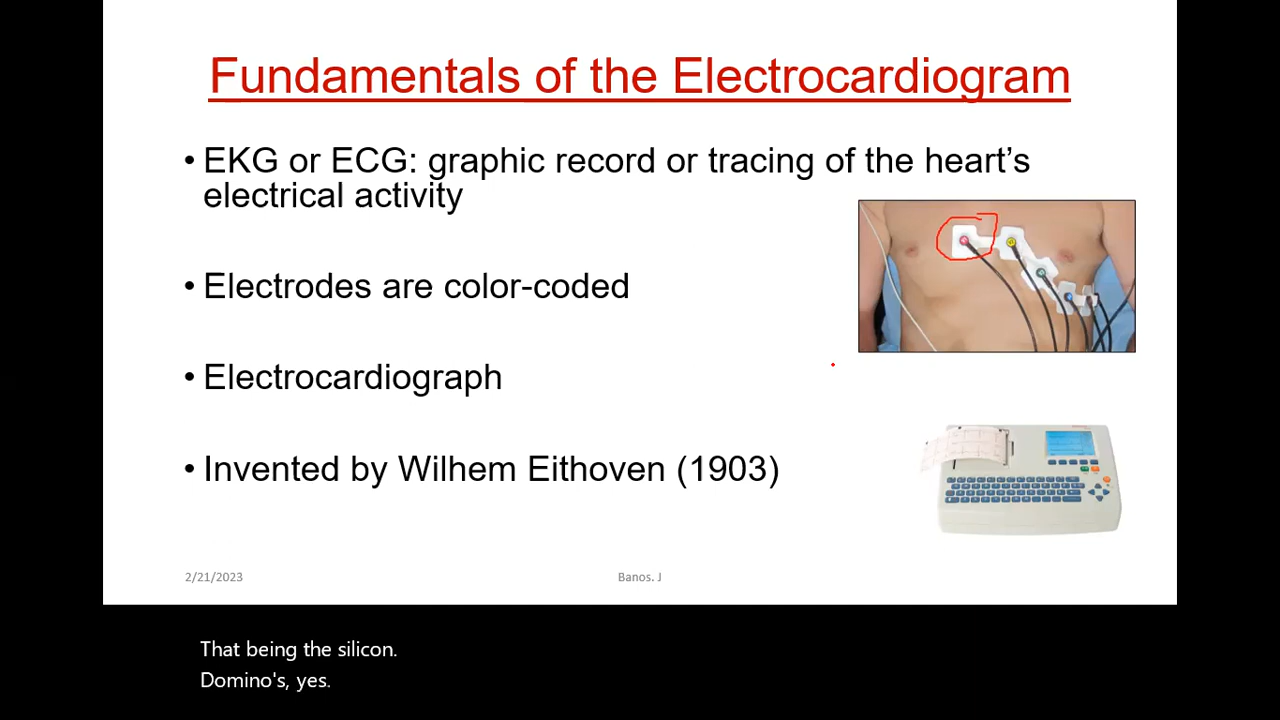 Fundamentals of the Electrocardiogram
• EKG or ECG: graphic record or tracing of the heart’s
electrical activity
• Electrodes are color-coded
• Electrocardiograph
• Invented by Wilhem Eithoven (1903)
2/21/2023
Banos. J
That being the silicon.
Domino's, yes.